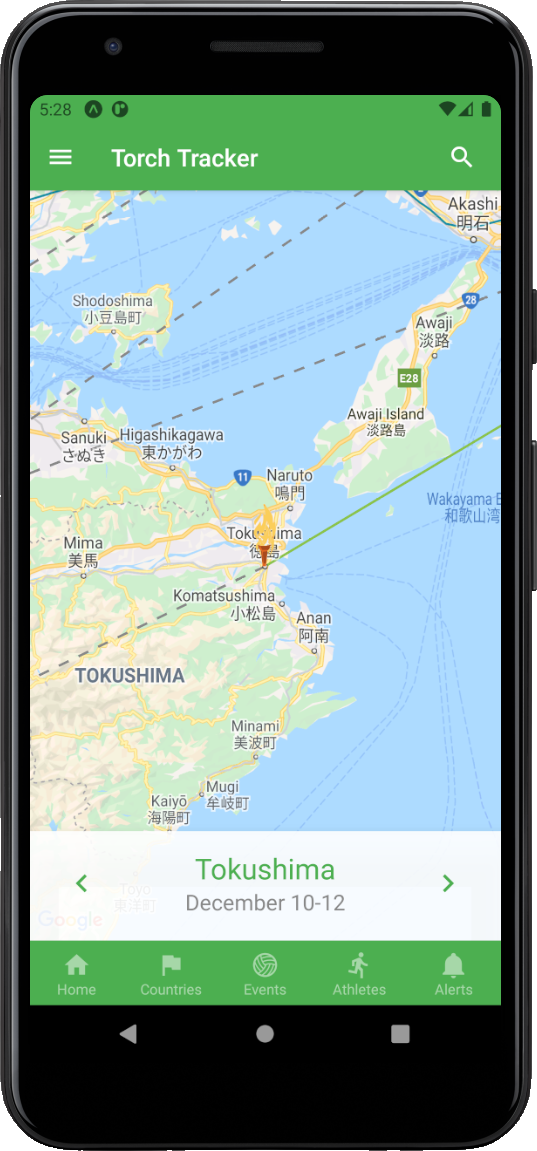 5:28
Torch Tracker
Akashi
明石
28
Shodoshima
小豆島町
Awaji
淡路
E28
Awaji Island
淡路島
Sanuki
さぬき
Higashikagawa
東かがわ
11
Naruto
鳴門
Wakayama B
和歌山湾
Tokushima
徳島
Mima
美馬
Komatsushima
小松島
Anan
阿南
TOKUSHIMA
Minami
美波町
Mugi
牟岐町
Kaiyō
海陽町
Tokushima
December 10-12
Toyo
東洋町
Google
Home
Countries
Events
Athletes
Alerts